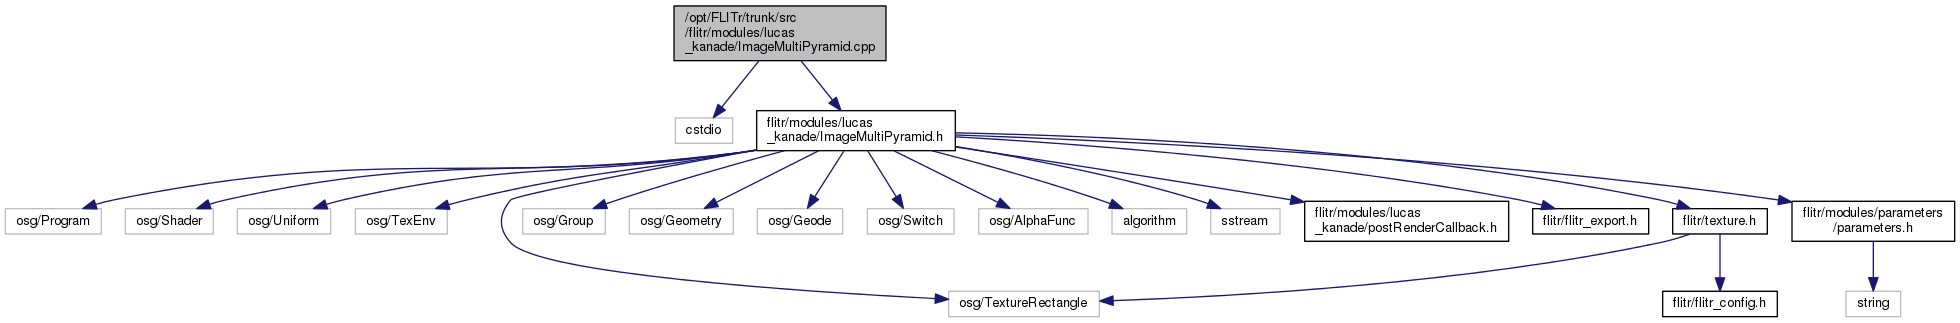 /opt/FLITr/trunk/src
/flitr/modules/lucas
_kanade/ImageMultiPyramid.cpp
cstdio
flitr/modules/lucas
_kanade/ImageMultiPyramid.h
osg/Program
osg/Shader
osg/Uniform
osg/TexEnv
osg/Group
osg/Geometry
osg/Geode
osg/Switch
osg/AlphaFunc
algorithm
sstream
flitr/modules/lucas
_kanade/postRenderCallback.h
flitr/flitr_export.h
flitr/texture.h
flitr/modules/parameters
/parameters.h
osg/TextureRectangle
flitr/flitr_config.h
string